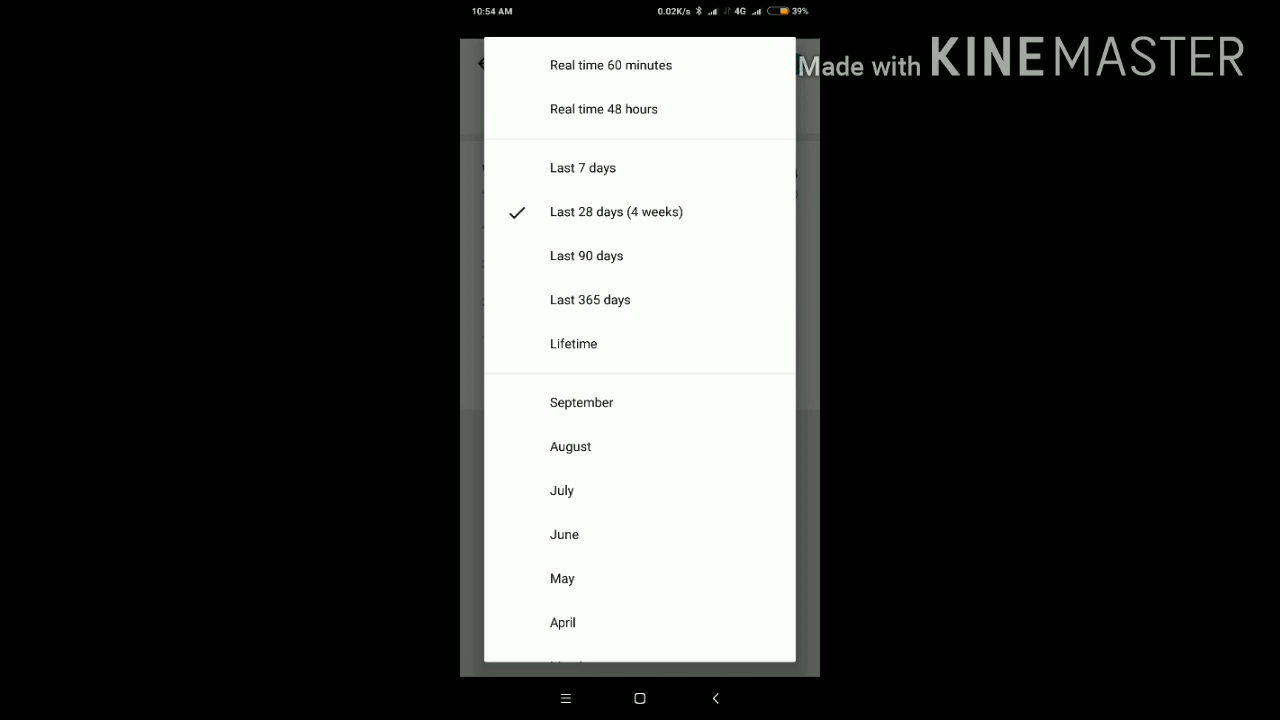 10:54 AM 0.02K/s 4G 39%
Made with KINEMASTER
Real time 60 minutes
Real time 48 hours
Last 7 days
Last 28 days (4 weeks)
Last 90 days
Last 365 days
Lifetime
September
August
July
June
May
April